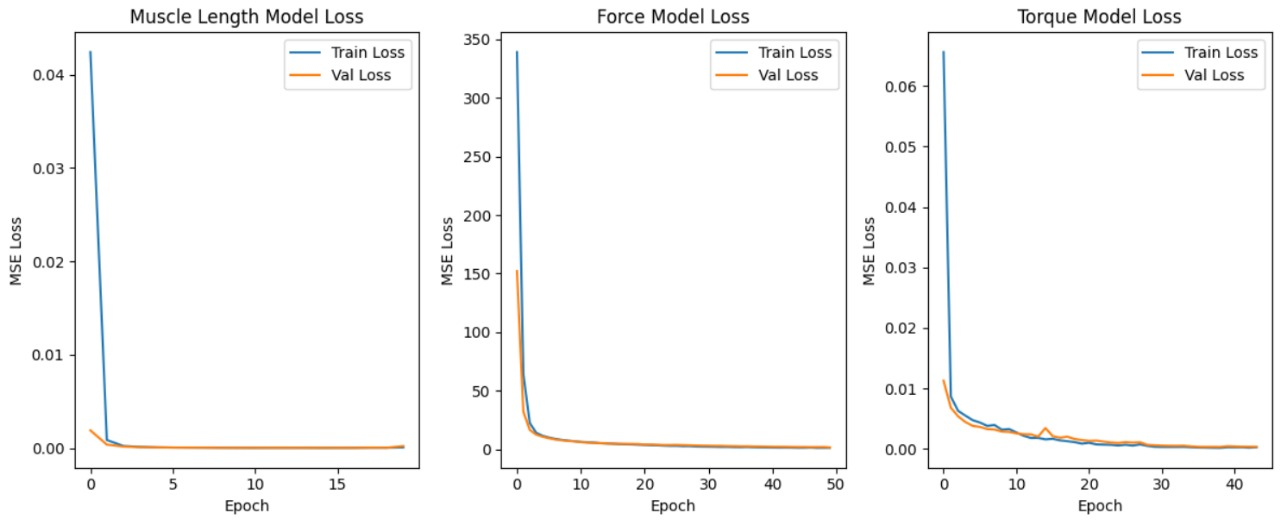 Muscle Length Model Loss
Train Loss
Val Loss
0.04
0.03
0.02
0.01
0.00
MSE Loss
0 5 10 15
Epoch
Force Model Loss
Train Loss
Val Loss
350
300
250
200
150
100
50
0
MSE Loss
0 10 20 30 40 50
Epoch
Torque Model Loss
Train Loss
Val Loss
0.06
0.05
0.04
0.03
0.02
0.01
0.00
MSE Loss
0 10 20 30 40
Epoch